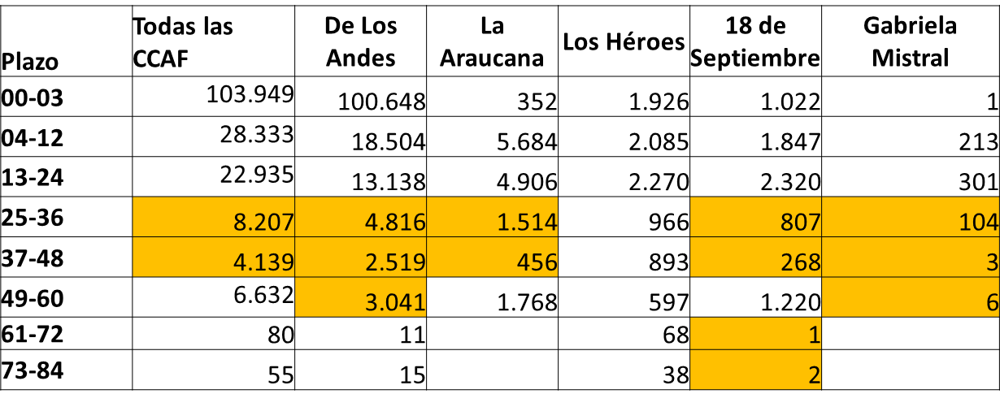 Plazo Todas las CCAF De Los Andes La Araucana Los Héroes 18 de Septiembre Gabriela Mistral
00-03 103.949 100.648 352 1.926 1.022 1
04-12 28.333 18.504 5.684 2.085 1.847 213
13-24 22.935 13.138 4.906 2.270 2.320 301
25-36 8.207 4.816 1.514 966 807 104
37-48 4.139 2.519 456 893 268 3
49-60 6.632 3.041 1.768 597 1.220 6
61-72 80 11 68 1
73-84 55 15 38 2